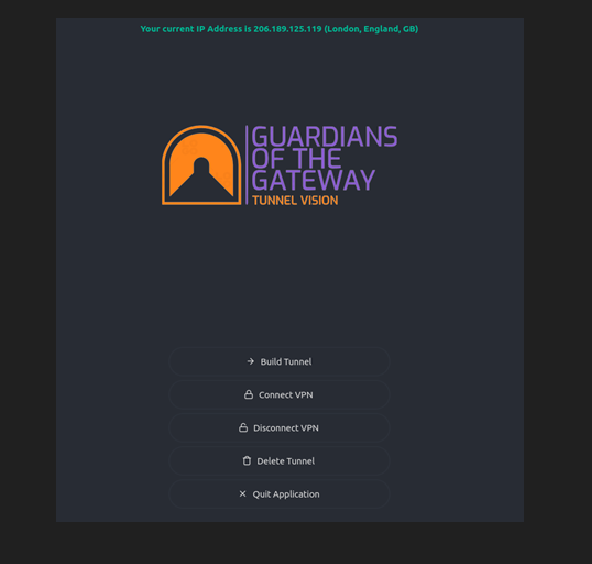 Your current IP Address is 206.189.125.119 (London, England, GB)
GUARDIANS
OF THE
GATEWAY
TUNNEL VISION
Build Tunnel
Connect VPN
Disconnect VPN
Delete Tunnel
Quit Application